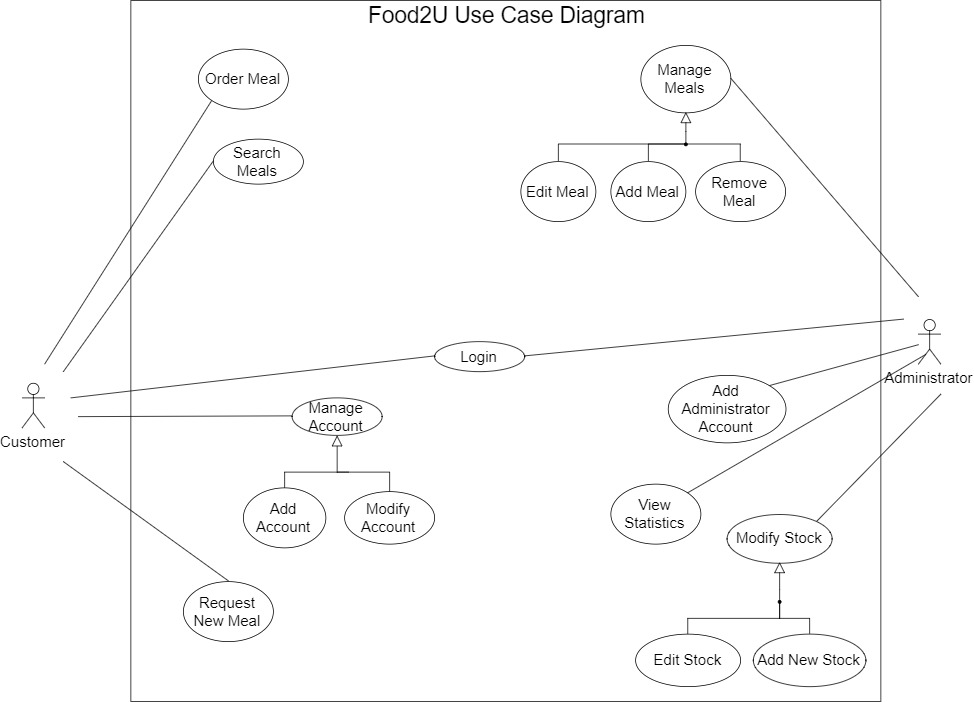 Food2U Use Case Diagram
Order Meal
Search
Meals
Manage
Meals
Edit Meal
Add Meal
Remove
Meal
Login
Customer
Administrator
Manage
Account
Add
Account
Modify
Account
Request
New Meal
Add
Administrator
Account
View
Statistics
Modify Stock
Edit Stock
Add New Stock